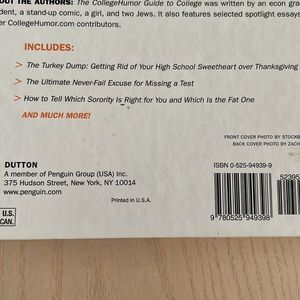 OUT THE AUTHORS: The CollegeHumor Guide to College was written by an econ grad
dent, a stand-up comic, a girl, and two Jews. It also features selected spotlight essays
er CollegeHumor.com contributors.
INCLUDES:
> The Turkey Dump: Getting Rid of Your High School Sweetheart over Thanksgiving
> The Ultimate Never-Fail Excuse for Missing a Test
> How to Tell Which Sorority Is Right for You and Which Is the Fat One
AND MUCH MORE!
FRONT COVER PHOTO BY STOCKB
BACK COVER PHOTO BY ZACH
DUTTON
A member of Penguin Group (USA) Inc.
375 Hudson Street, New York, NY 10014
www.penguin.com
Printed in U.S.A.
ISBN 0-525-94939-9
52395
U.S.
CAN.
9 780525 949398